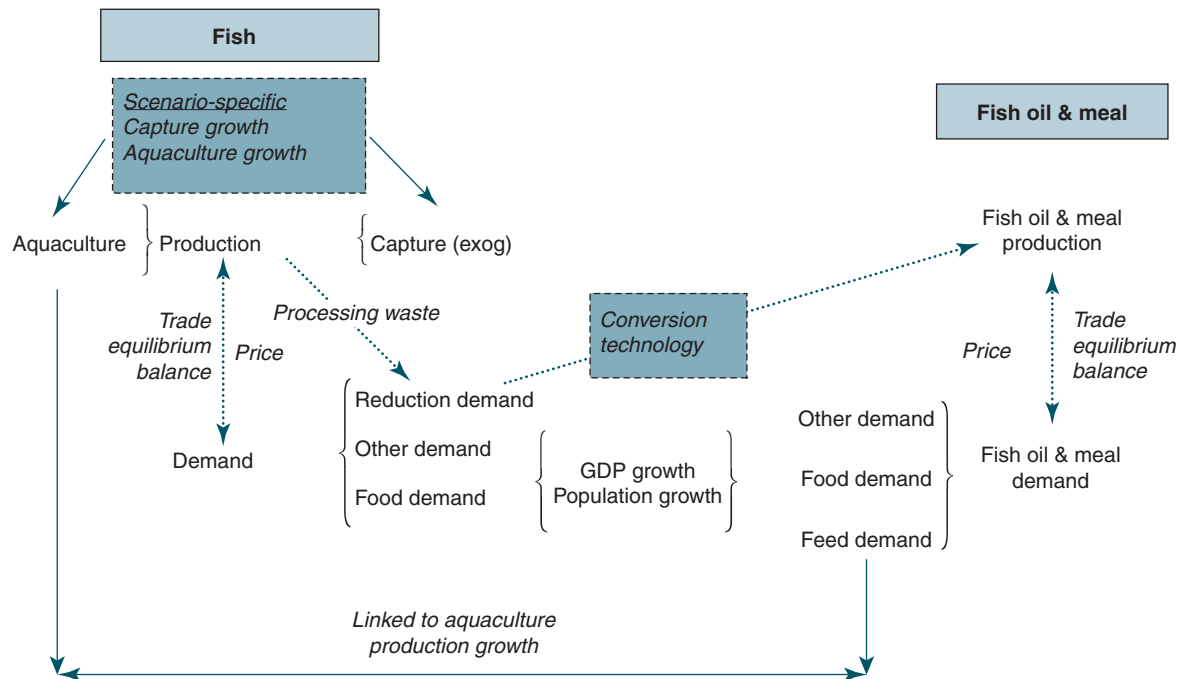 Fish
Scenario-specific
Capture growth
Aquaculture growth
Fish oil & meal
Aquaculture
Production
Capture (exog)
Fish oil & meal
production
Processing waste
Trade
equilibrium
balance
Price
Conversion
technology
Price
Trade
equilibrium
balance
Reduction demand
Other demand
Food demand
Demand
GDP growth
Population growth
Other demand
Food demand
Feed demand
Fish oil & meal
demand
Linked to aquaculture
production growth